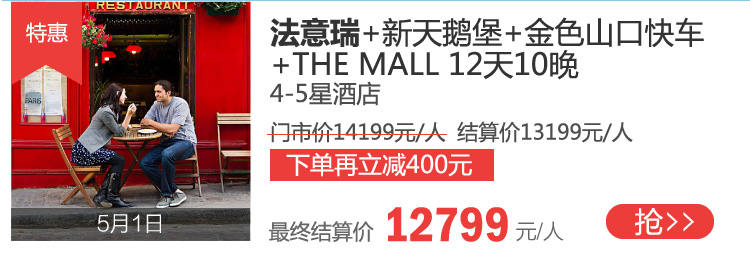 特惠
RESTAURANT
PARIS
5月1日
法意瑞+新天鹅堡+金色山口快车
+THE MALL 12天10晚
4-5星酒店
门市价14199元/人 结算价13199元/人
下单再立减400元
最终结算价 12799 元/人
抢>>